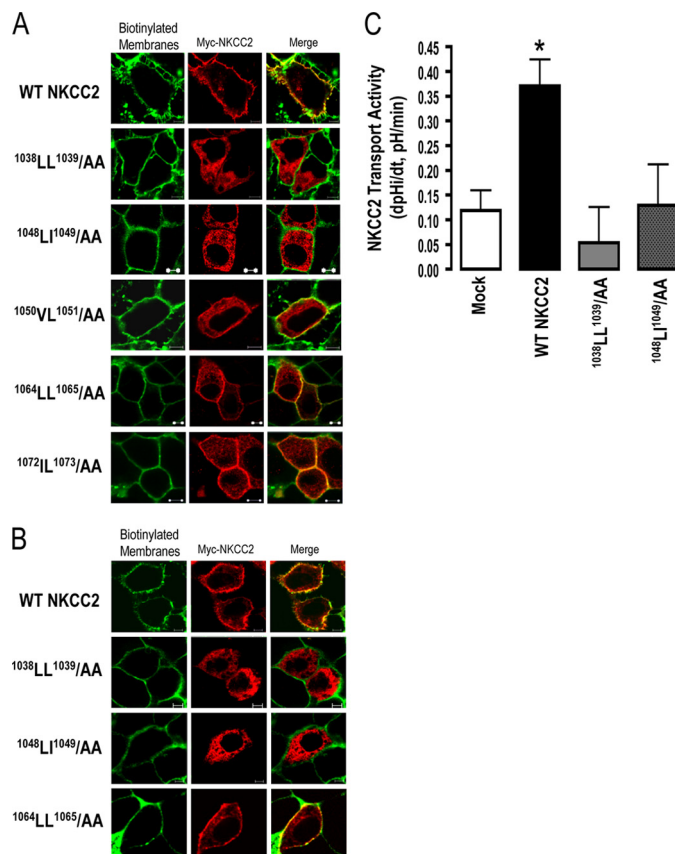 A
Biotinylated
Membranes
Myc-NKCC2
Merge
WT NKCC2
¹⁰³⁸LL¹⁰³⁹/AA
¹⁰⁴⁸LI¹⁰⁴⁹/AA
¹⁰⁵⁰VL¹⁰⁵¹/AA
¹⁰⁶⁴LL¹⁰⁶⁵/AA
¹⁰⁷²IL¹⁰⁷³/AA
B
Biotinylated
Membranes
Myc-NKCC2
Merge
WT NKCC2
¹⁰³⁸LL¹⁰³⁹/AA
¹⁰⁴⁸LI¹⁰⁴⁹/AA
¹⁰⁶⁴LL¹⁰⁶⁵/AA
C
NKCC2 Transport Activity
(dpHi/dt, pH/min)
0.45
0.40
0.35
0.30
0.25
0.20
0.15
0.10
0.05
0.00
*
Mock
WT NKCC2
¹⁰³⁸LL¹⁰³⁹/AA
¹⁰⁴⁸LI¹⁰⁴⁹/AA